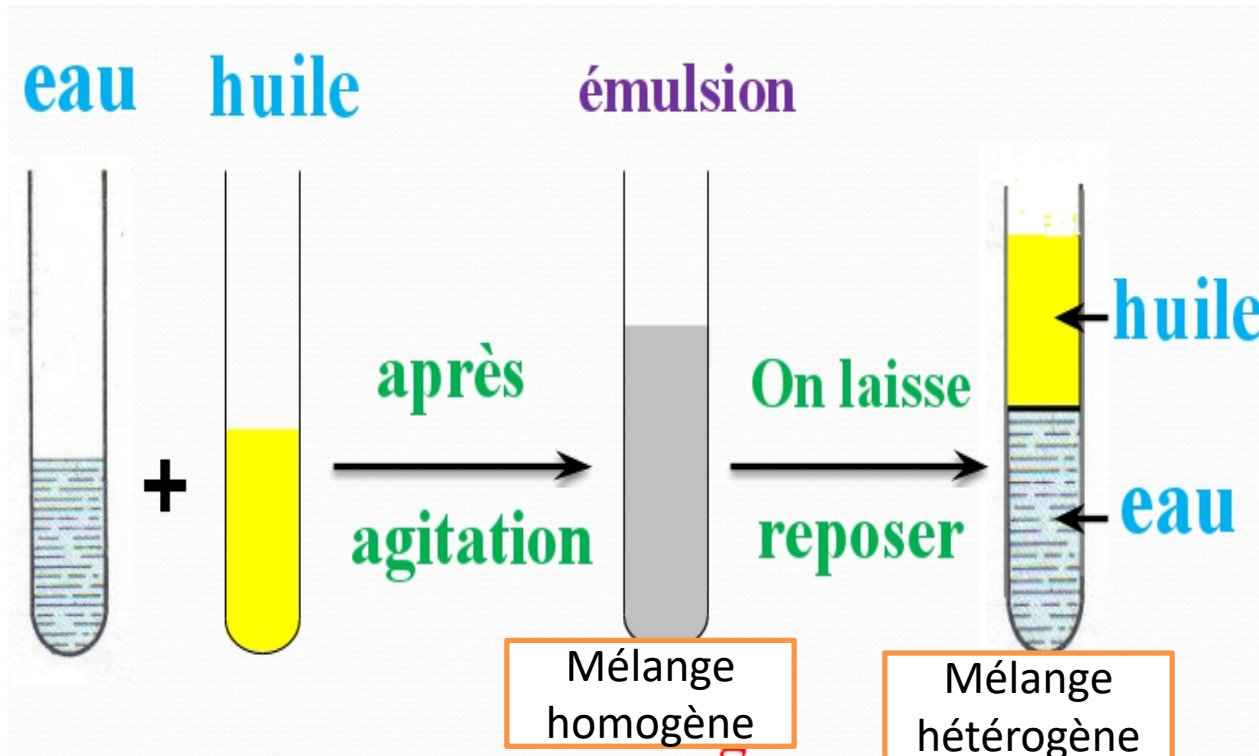 eau huile émulsion
après
agitation
On laisse
reposer
huile
eau
Mélange
homogène
Mélange
hétérogène